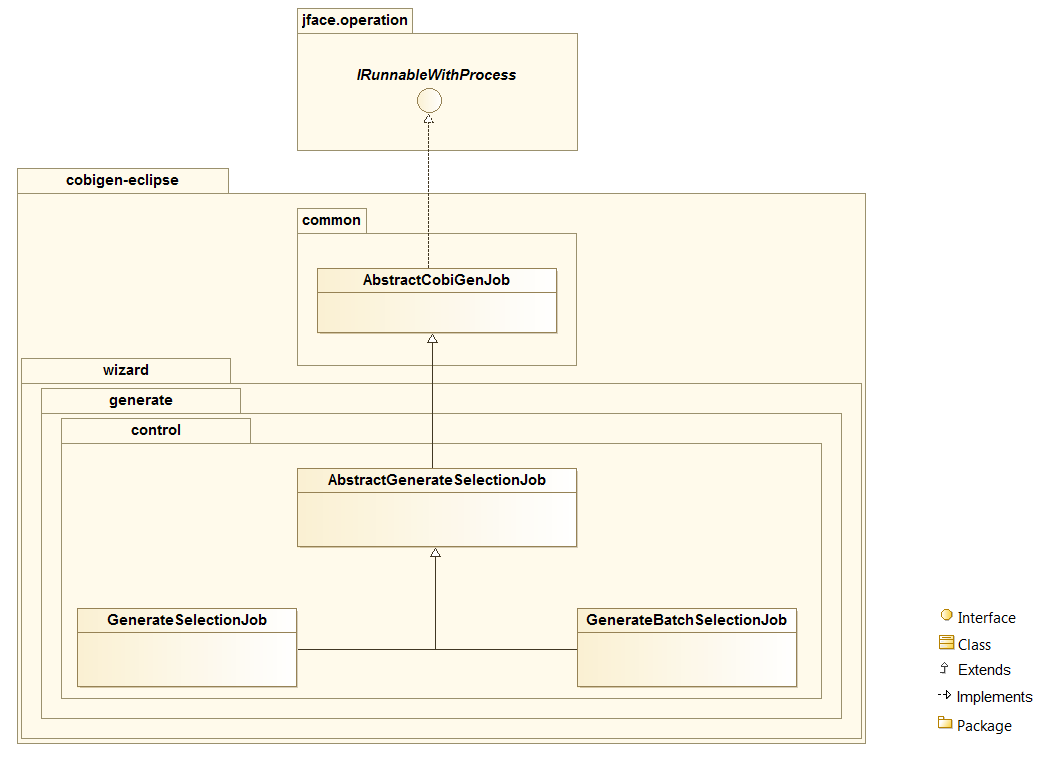 jface.operation
IRunnableWithProcess
cobigen-eclipse
common
AbstractCobiGenJob
wizard
generate
control
AbstractGenerateSelectionJob
GenerateSelectionJob
GenerateBatchSelectionJob
Interface
Class
Extends
Implements
Package